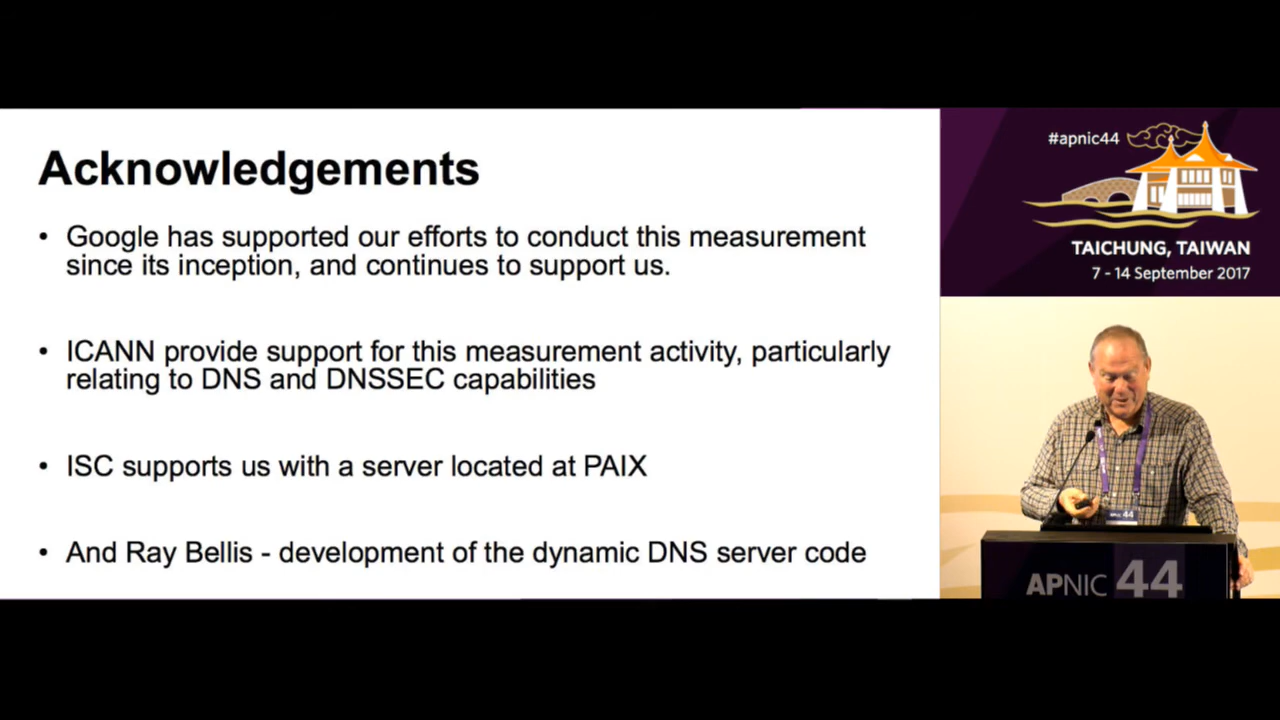 Acknowledgements
• Google has supported our efforts to conduct this measurement
since its inception, and continues to support us.
• ICANN provide support for this measurement activity, particularly
relating to DNS and DNSSEC capabilities
• ISC supports us with a server located at PAIX
• And Ray Bellis - development of the dynamic DNS server code
#apnic44
TAICHUNG, TAIWAN
7 - 14 September 2017
APNIC 44
APNIC 44